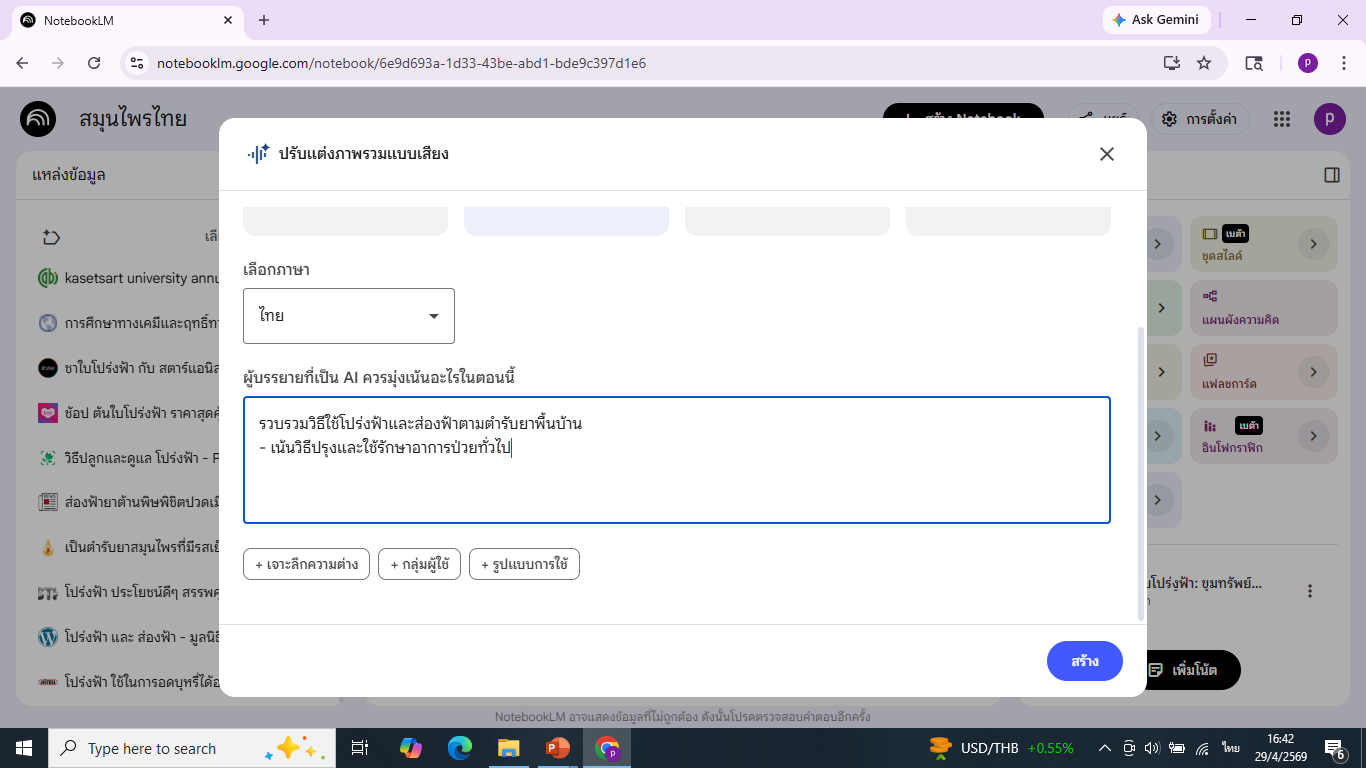 NotebookLM
Ask Gemini
notebooklm.google.com/notebook/6e9d693a-1d33-43be-abd1-bde9c397d1e6
p
สมุนไพรไทย
การตั้งค่า
P
ปรับแต่งภาพรวมแบบเสียง
แหล่งข้อมูล
เบต้า
ชุดสไลด์
kasetsart university annu
เลือกภาษา
ไทย
แผนผังความคิด
ชาใบโปร่งฟ้า กับ สตาร์แอนิส
ผู้บรรยายที่เป็น AI ควรมุ่งเน้นอะไรในตอนนี้
แฟลชการ์ด
รวบรวมวิธีใช้โปร่งฟ้าและส่องฟ้าตามตำรับยาพื้นบ้าน
- เน้นวิธีปรุงและใช้รักษาอาการป่วยทั่วไป
ช้อป ต้นใบโปร่งฟ้า ราคาสุดคุ้
เบต้า
อินโฟกราฟิก
วิธีปลูกและดูแล โปร่งฟ้า - P
ส่องฟ้ายาต้านพิษพิชิตปวดเมื่
เป็นตำรับยาสมุนไพรที่มีรสเย็
+ เจาะลึกความต่าง
+ กลุ่มผู้ใช้
+ รูปแบบการใช้
โปร่งฟ้า ประโยชน์ดีๆ สรรพคุ
ใบโปร่งฟ้า: ขุมทรัพย์...
โปร่งฟ้า และ ส่องฟ้า - มูลนิธิ
สร้าง
เพิ่มโน้ต
โปร่งฟ้า ใช้ในการอดบุหรี่ได้อ
NotebookLM อาจแสดงข้อมูลที่ไม่ถูกต้อง ดังนั้นโปรดตรวจสอบคำตอบอีกครั้ง
Type here to search
USD/THB +0.55%
ไทย
16:42
29/4/2569
6